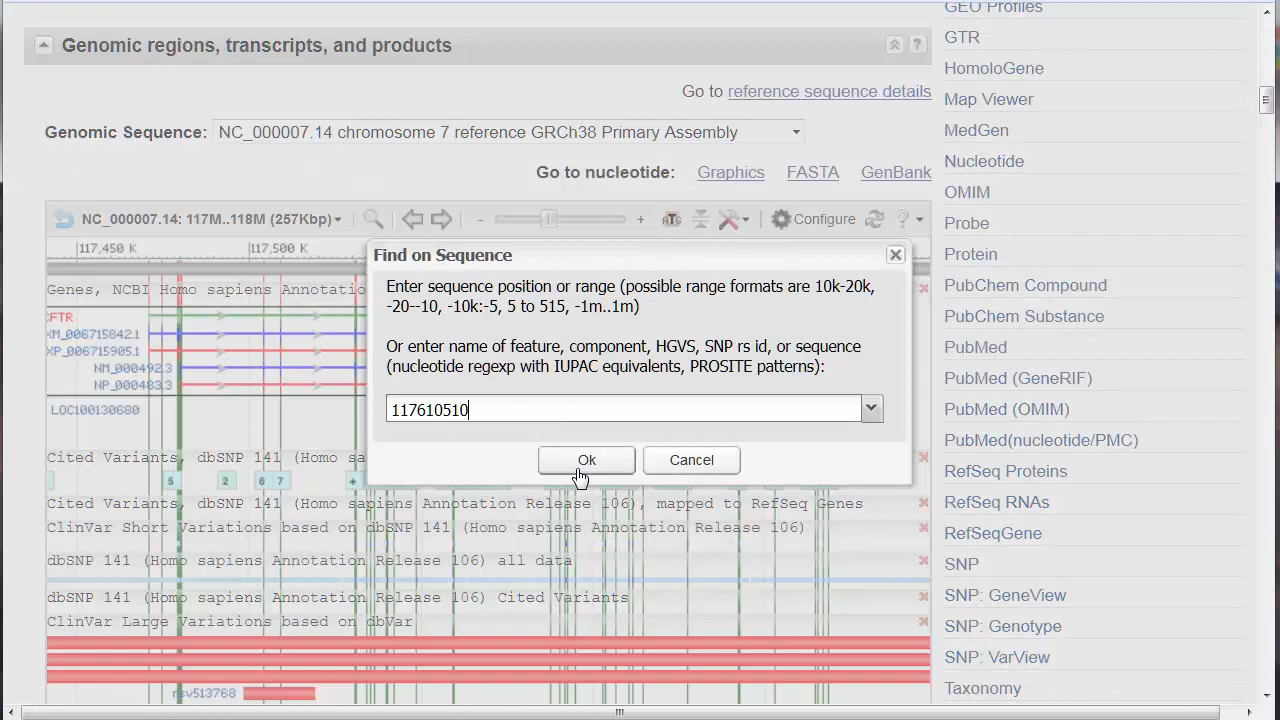 GEO Profiles
Genomic regions, transcripts, and products
?
GTR
HomoloGene
Go to reference sequence details
Map Viewer
Genomic Sequence: NC_000007.14 chromosome 7 reference GRCh38 Primary Assembly
MedGen
Go to nucleotide: Graphics FASTA GenBank
Nucleotide
OMIM
NC_000007.14: 117M..118M (257Kbp)
- + ATG Configure ?
Probe
117,450 K
117,500 K
Find on Sequence
Protein
Genes, NCBI Homo sapiens Annotatio
Enter sequence position or range (possible range formats are 10k-20k,
-20--10, -10k:-5, 5 to 515, -1m..1m)
PubChem Compound
CFTR
PubChem Substance
XM_006715842.1
XP_006715905.1
NM_000492.3
NP_000483.3
Or enter name of feature, component, HGVS, SNP rs id, or sequence
(nucleotide regexp with IUPAC equivalents, PROSITE patterns):
PubMed
PubMed (GeneRIF)
LOC100130680
117610510
PubMed (OMIM)
PubMed(nucleotide/PMC)
Cited Variants, dbSNP 141 (Homo sa
Ok
Cancel
RefSeq Proteins
5 2 6 7 +
Cited Variants, dbSNP 141 (Homo sapiens Annotation Release 106), mapped to RefSeq Genes
RefSeq RNAs
ClinVar Short Variations based on dbSNP 141 (Homo sapiens Annotation Release 106)
RefSeqGene
dbSNP 141 (Homo sapiens Annotation Release 106) all data
SNP
dbSNP 141 (Homo sapiens Annotation Release 106) Cited Variants
SNP: GeneView
ClinVar Large Variations based on dbVar
SNP: Genotype
SNP: VarView
nsv513768
Taxonomy